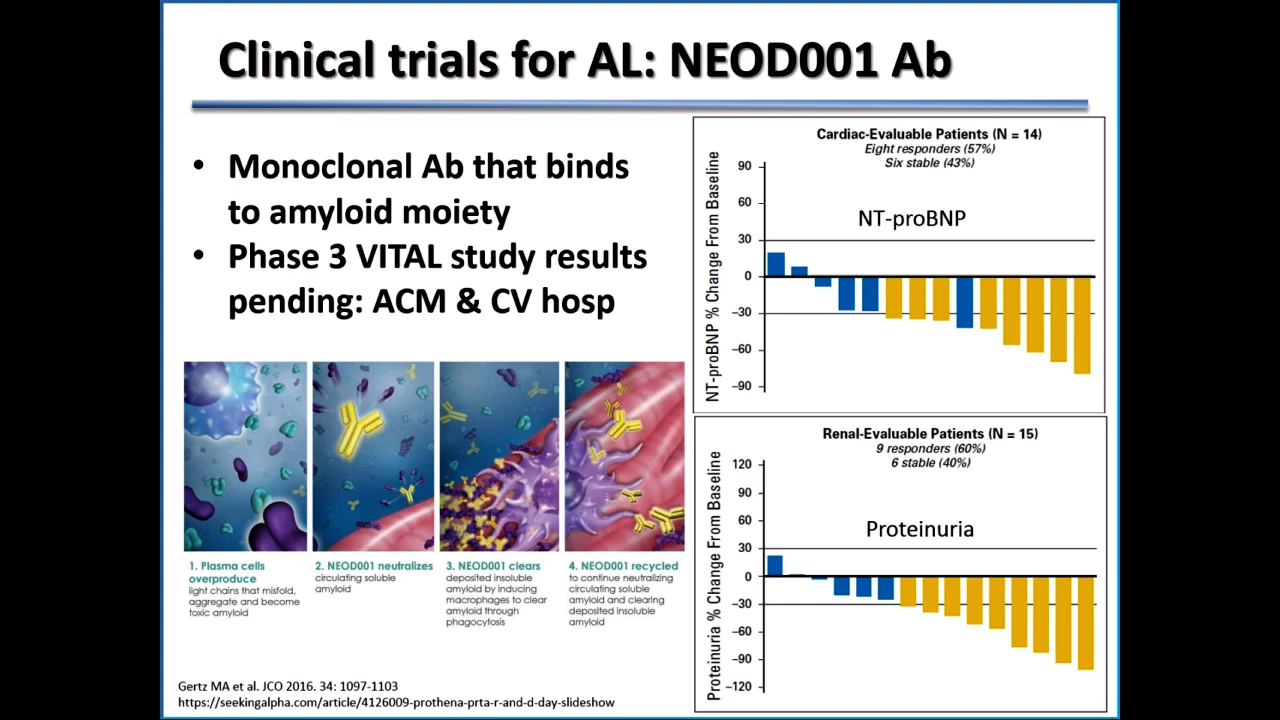 Clinical trials for AL: NEOD001 Ab
• Monoclonal Ab that binds
to amyloid moiety
• Phase 3 VITAL study results
pending: ACM & CV hosp
1. Plasma cells
overproduce
light chains that misfold,
aggregate and become
toxic amyloid
2. NEOD001 neutralizes
circulating soluble
amyloid
3. NEOD001 clears
deposited insoluble
amyloid by inducing
macrophages to clear
amyloid through
phagocytosis
4. NEOD001 recycled
to continue neutralizing
circulating soluble
amyloid and clearing
deposited insoluble
amyloid
Gertz MA et al. JCO 2016. 34: 1097-1103
https://seekingalpha.com/article/4126009-prothena-prta-r-and-d-day-slideshow
Cardiac-Evaluable Patients (N = 14)
Eight responders (57%)
Six stable (43%)
NT-proBNP
NT-proBNP % Change From Baseline
90
60
30
0
–30
–60
–90
Renal-Evaluable Patients (N = 15)
9 responders (60%)
6 stable (40%)
Proteinuria
Proteinuria % Change From Baseline
120
90
60
30
0
–30
–60
–90
–120